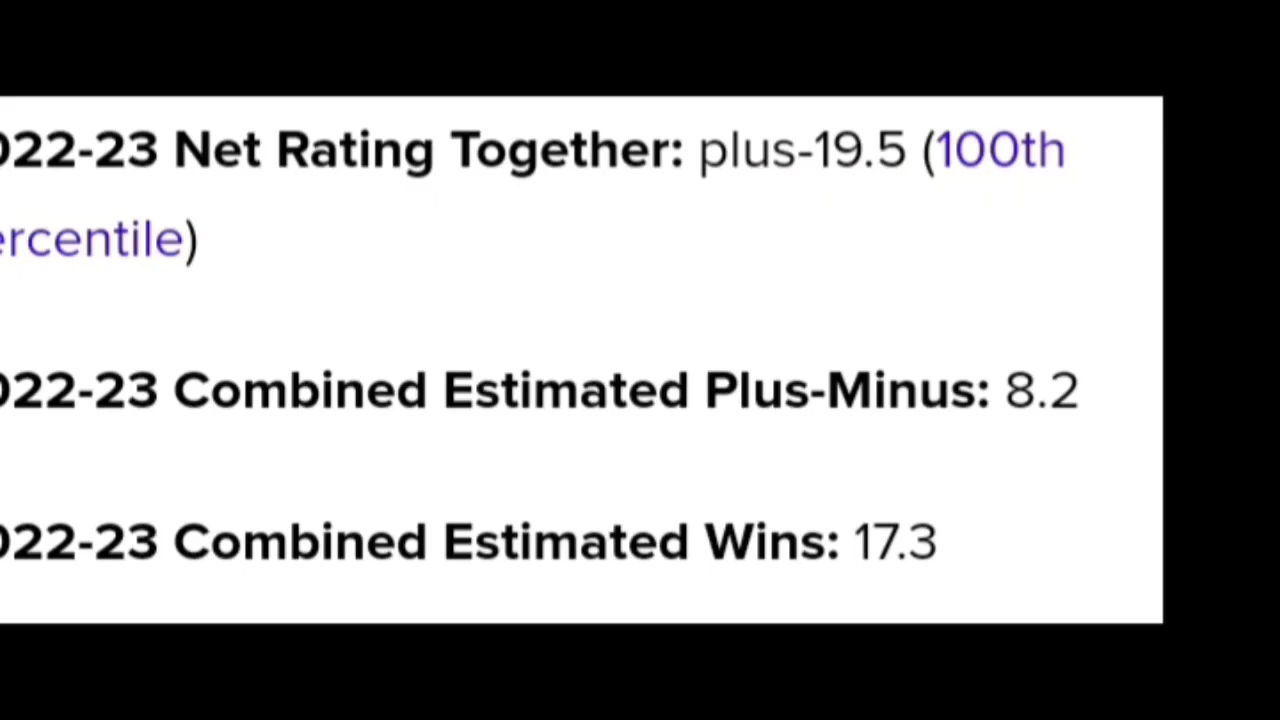 022-23 Net Rating Together: plus-19.5 (100th
ercentile)
022-23 Combined Estimated Plus-Minus: 8.2
022-23 Combined Estimated Wins: 17.3